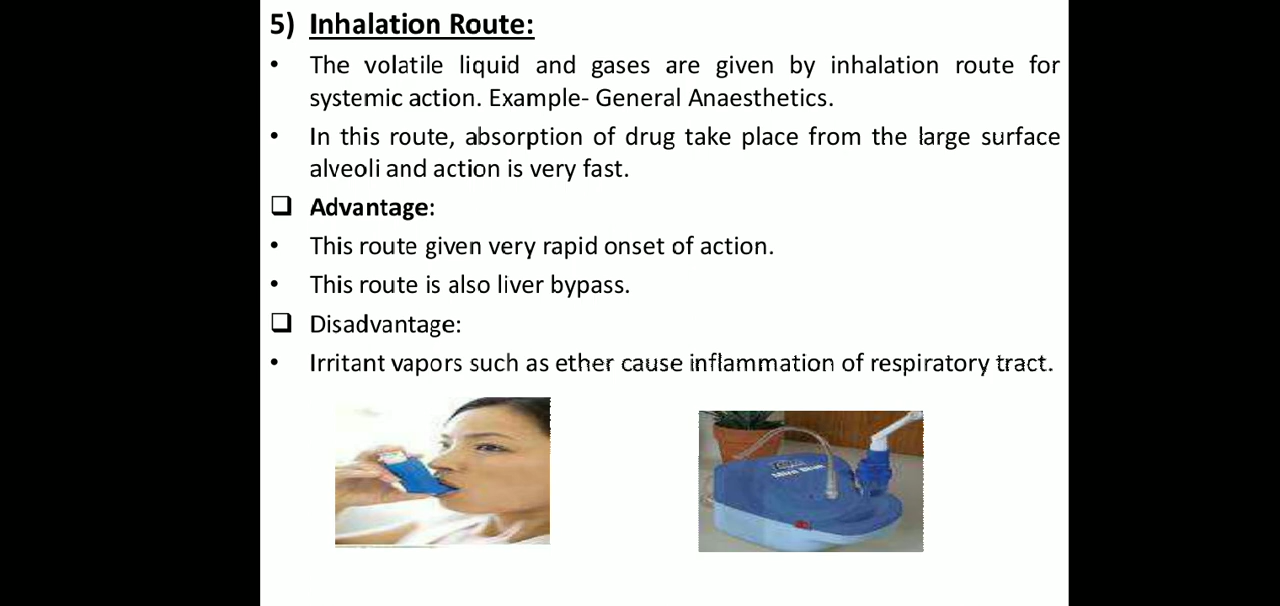 5) Inhalation Route:
• The volatile liquid and gases are given by inhalation route for
systemic action. Example- General Anaesthetics.
• In this route, absorption of drug take place from the large surface
alveoli and action is very fast.
❑ Advantage:
• This route given very rapid onset of action.
• This route is also liver bypass.
❑ Disadvantage:
• Irritant vapors such as ether cause inflammation of respiratory tract.